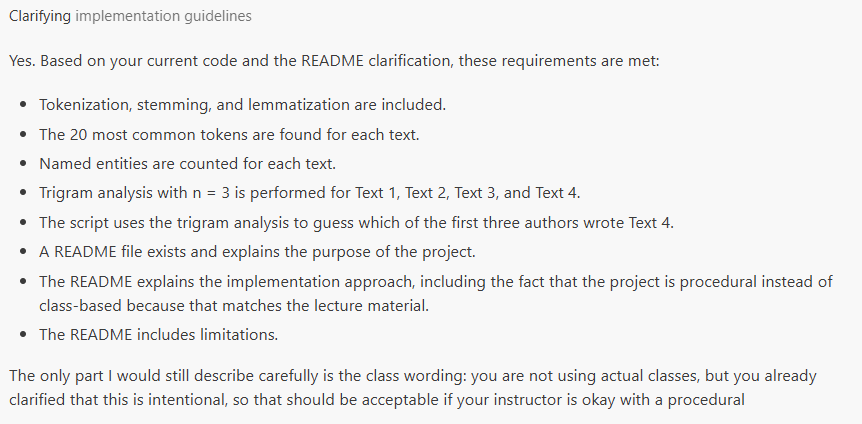 Clarifying implementation guidelines
Yes. Based on your current code and the README clarification, these requirements are met:
• Tokenization, stemming, and lemmatization are included.
• The 20 most common tokens are found for each text.
• Named entities are counted for each text.
• Trigram analysis with n = 3 is performed for Text 1, Text 2, Text 3, and Text 4.
• The script uses the trigram analysis to guess which of the first three authors wrote Text 4.
• A README file exists and explains the purpose of the project.
• The README explains the implementation approach, including the fact that the project is procedural instead of
class-based because that matches the lecture material.
• The README includes limitations.
The only part I would still describe carefully is the class wording: you are not using actual classes, but you already
clarified that this is intentional, so that should be acceptable if your instructor is okay with a procedural